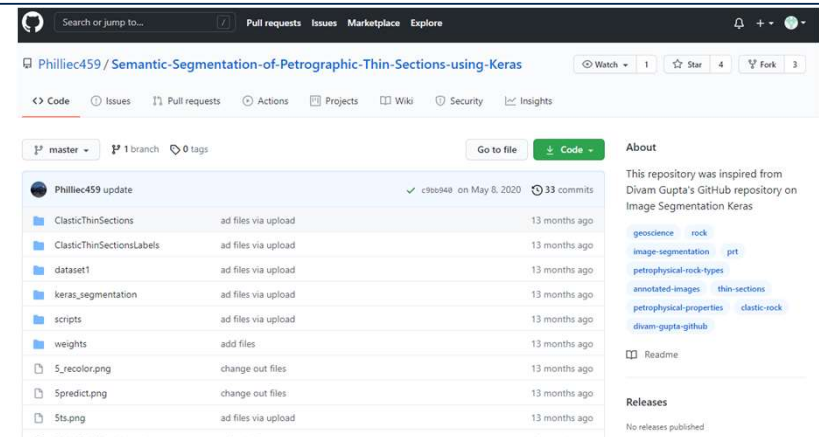 Search or jump to... /
Pull requests Issues Marketplace Explore
Philliec459 / Semantic-Segmentation-of-Petrographic-Thin-Sections-using-Keras
Watch 1 Star 4 Fork 3
Code Issues Pull requests Actions Projects Wiki Security Insights
master 1 branch 0 tags Go to file Code
Philliec459 update c9bb940 on May 8, 2020 33 commits
ClasticThinSections ad files via upload 13 months ago
ClasticThinSectionsLabels ad files via upload 13 months ago
dataset1 ad files via upload 13 months ago
keras_segmentation ad files via upload 13 months ago
scripts ad files via upload 13 months ago
weights add files 13 months ago
5_recolor.png change out files 13 months ago
5predict.png change out files 13 months ago
5ts.png ad files via upload 13 months ago
About
This repository was inspired from
Divam Gupta's GitHub repository on
Image Segmentation Keras
geoscience rock
image-segmentation prt
petrophysical-rock-types
annotated-images thin-sections
petrophysical-properties clastic-rock
divam-gupta-github
Readme
Releases
No releases published